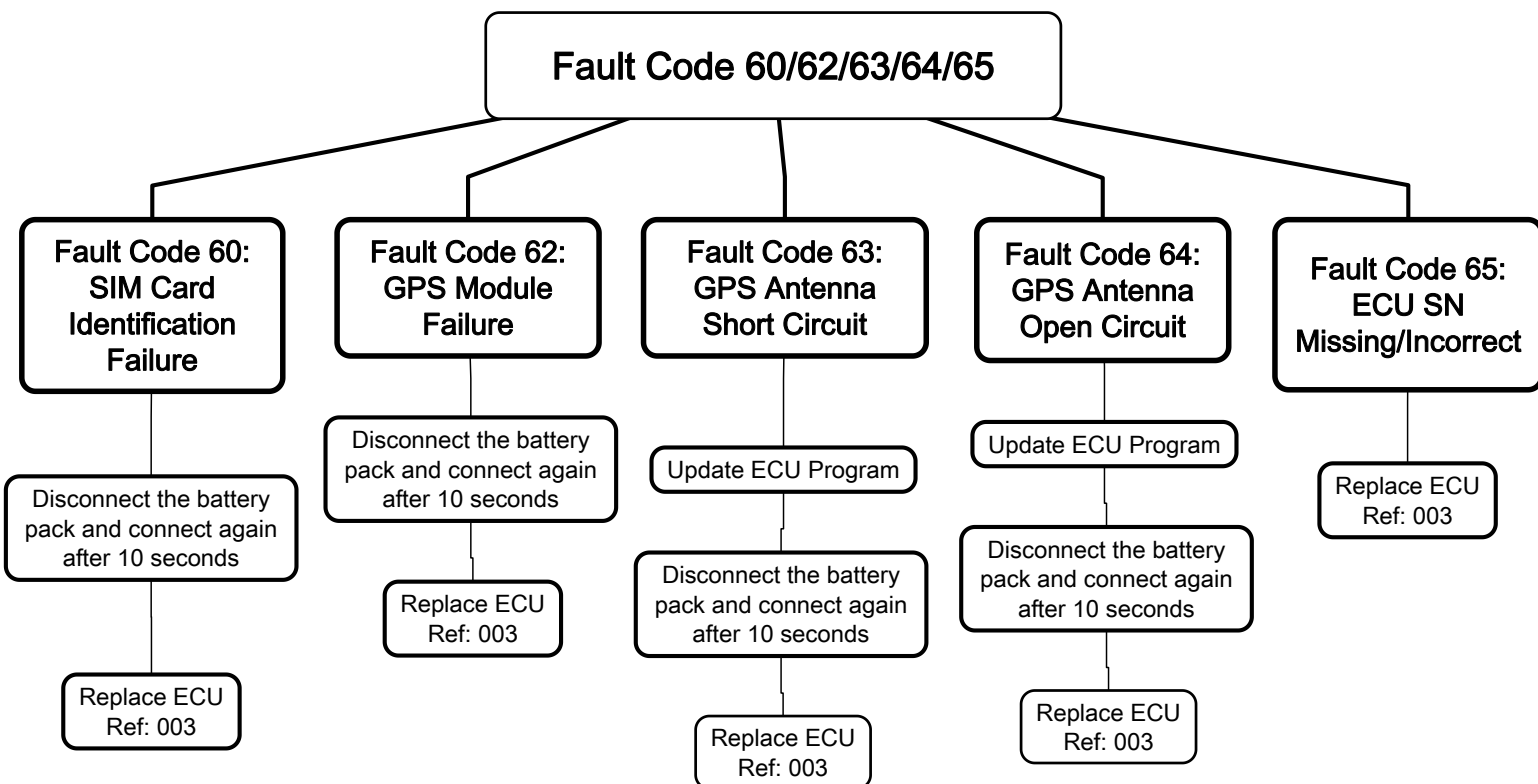 Fault Code 60/62/63/64/65
Fault Code 60:
SIM Card
Identification
Failure
Disconnect the battery
pack and connect again
after 10 seconds
Replace ECU
Ref: 003
Fault Code 62:
GPS Module
Failure
Disconnect the battery
pack and connect again
after 10 seconds
Replace ECU
Ref: 003
Fault Code 63:
GPS Antenna
Short Circuit
Update ECU Program
Disconnect the battery
pack and connect again
after 10 seconds
Replace ECU
Ref: 003
Fault Code 64:
GPS Antenna
Open Circuit
Update ECU Program
Disconnect the battery
pack and connect again
after 10 seconds
Replace ECU
Ref: 003
Fault Code 65:
ECU SN
Missing/Incorrect
Replace ECU
Ref: 003